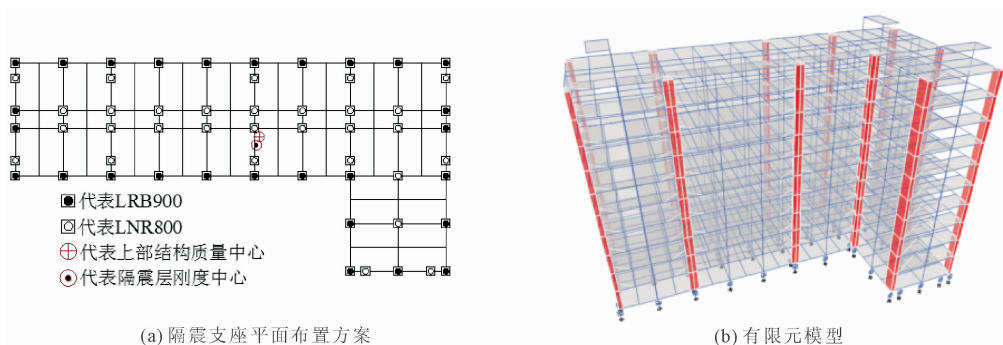 代表LRB900
代表LNR800
代表上部结构质量中心
代表隔震层刚度中心
(a) 隔震支座平面布置方案
(b) 有限元模型